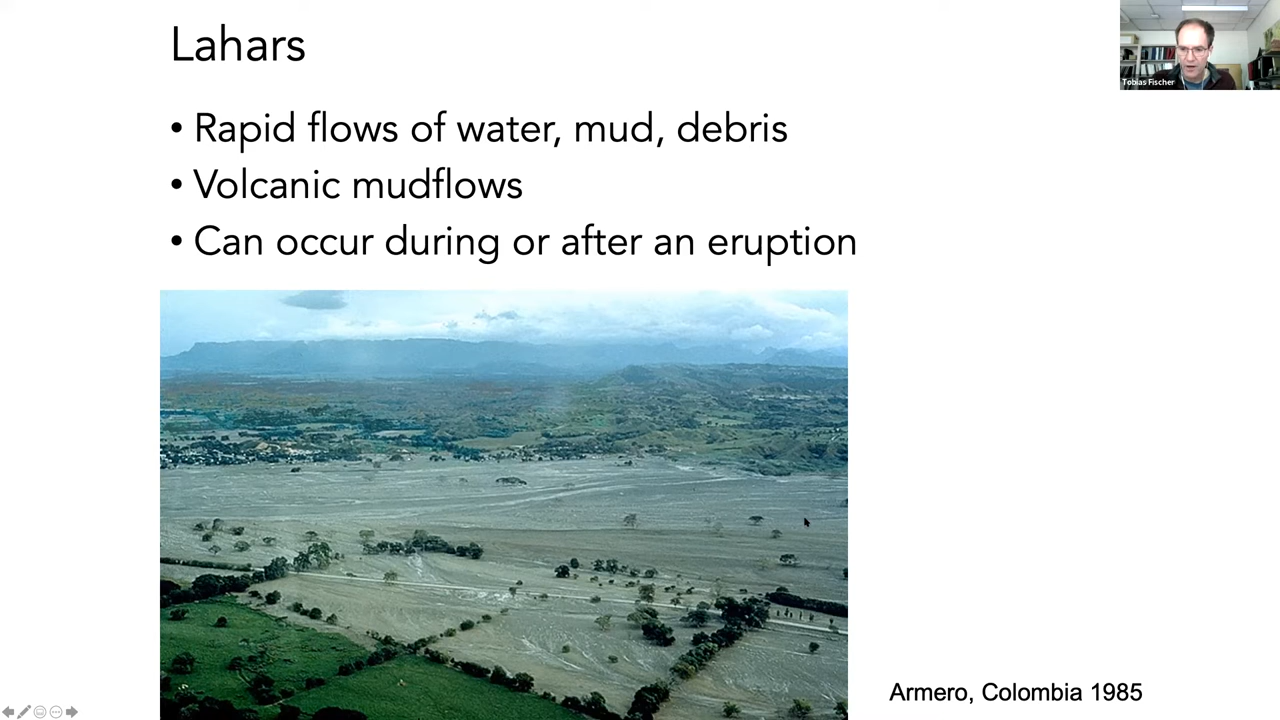 Lahars
• Rapid flows of water, mud, debris
• Volcanic mudflows
• Can occur during or after an eruption
Armero, Colombia 1985
Tobias Fischer